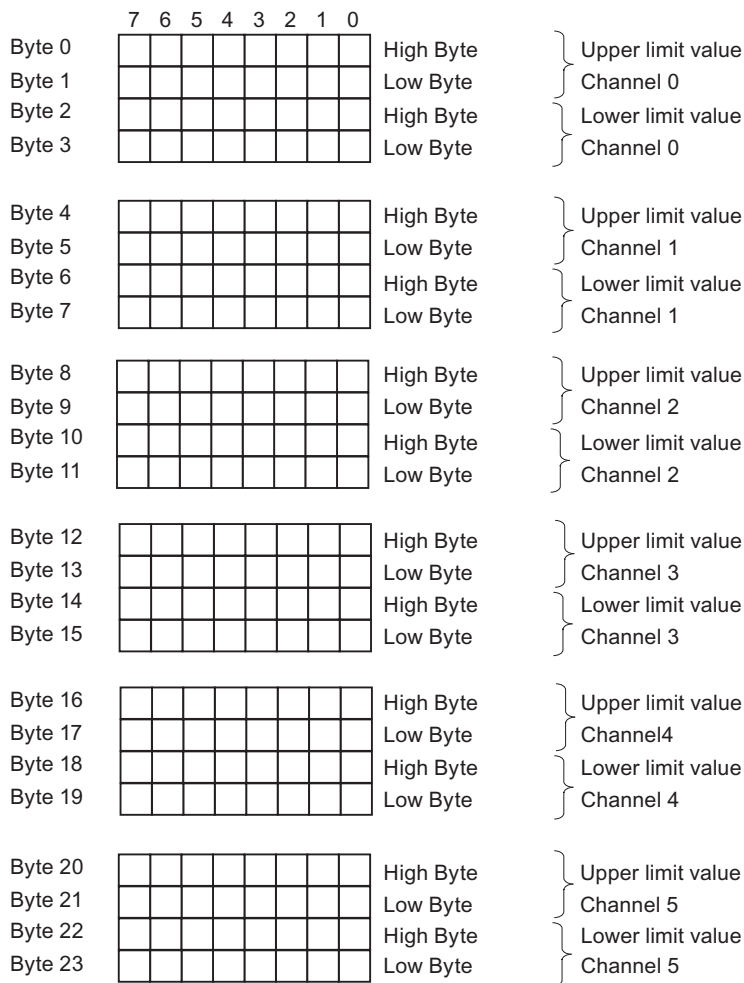 7 6 5 4 3 2 1 0
Byte 0 High Byte Upper limit value
Byte 1 Low Byte Channel 0
Byte 2 High Byte Lower limit value
Byte 3 Low Byte Channel 0
Byte 4 High Byte Upper limit value
Byte 5 Low Byte Channel 1
Byte 6 High Byte Lower limit value
Byte 7 Low Byte Channel 1
Byte 8 High Byte Upper limit value
Byte 9 Low Byte Channel 2
Byte 10 High Byte Lower limit value
Byte 11 Low Byte Channel 2
Byte 12 High Byte Upper limit value
Byte 13 Low Byte Channel 3
Byte 14 High Byte Lower limit value
Byte 15 Low Byte Channel 3
Byte 16 High Byte Upper limit value
Byte 17 Low Byte Channel4
Byte 18 High Byte Lower limit value
Byte 19 Low Byte Channel 4
Byte 20 High Byte Upper limit value
Byte 21 Low Byte Channel 5
Byte 22 High Byte Lower limit value
Byte 23 Low Byte Channel 5